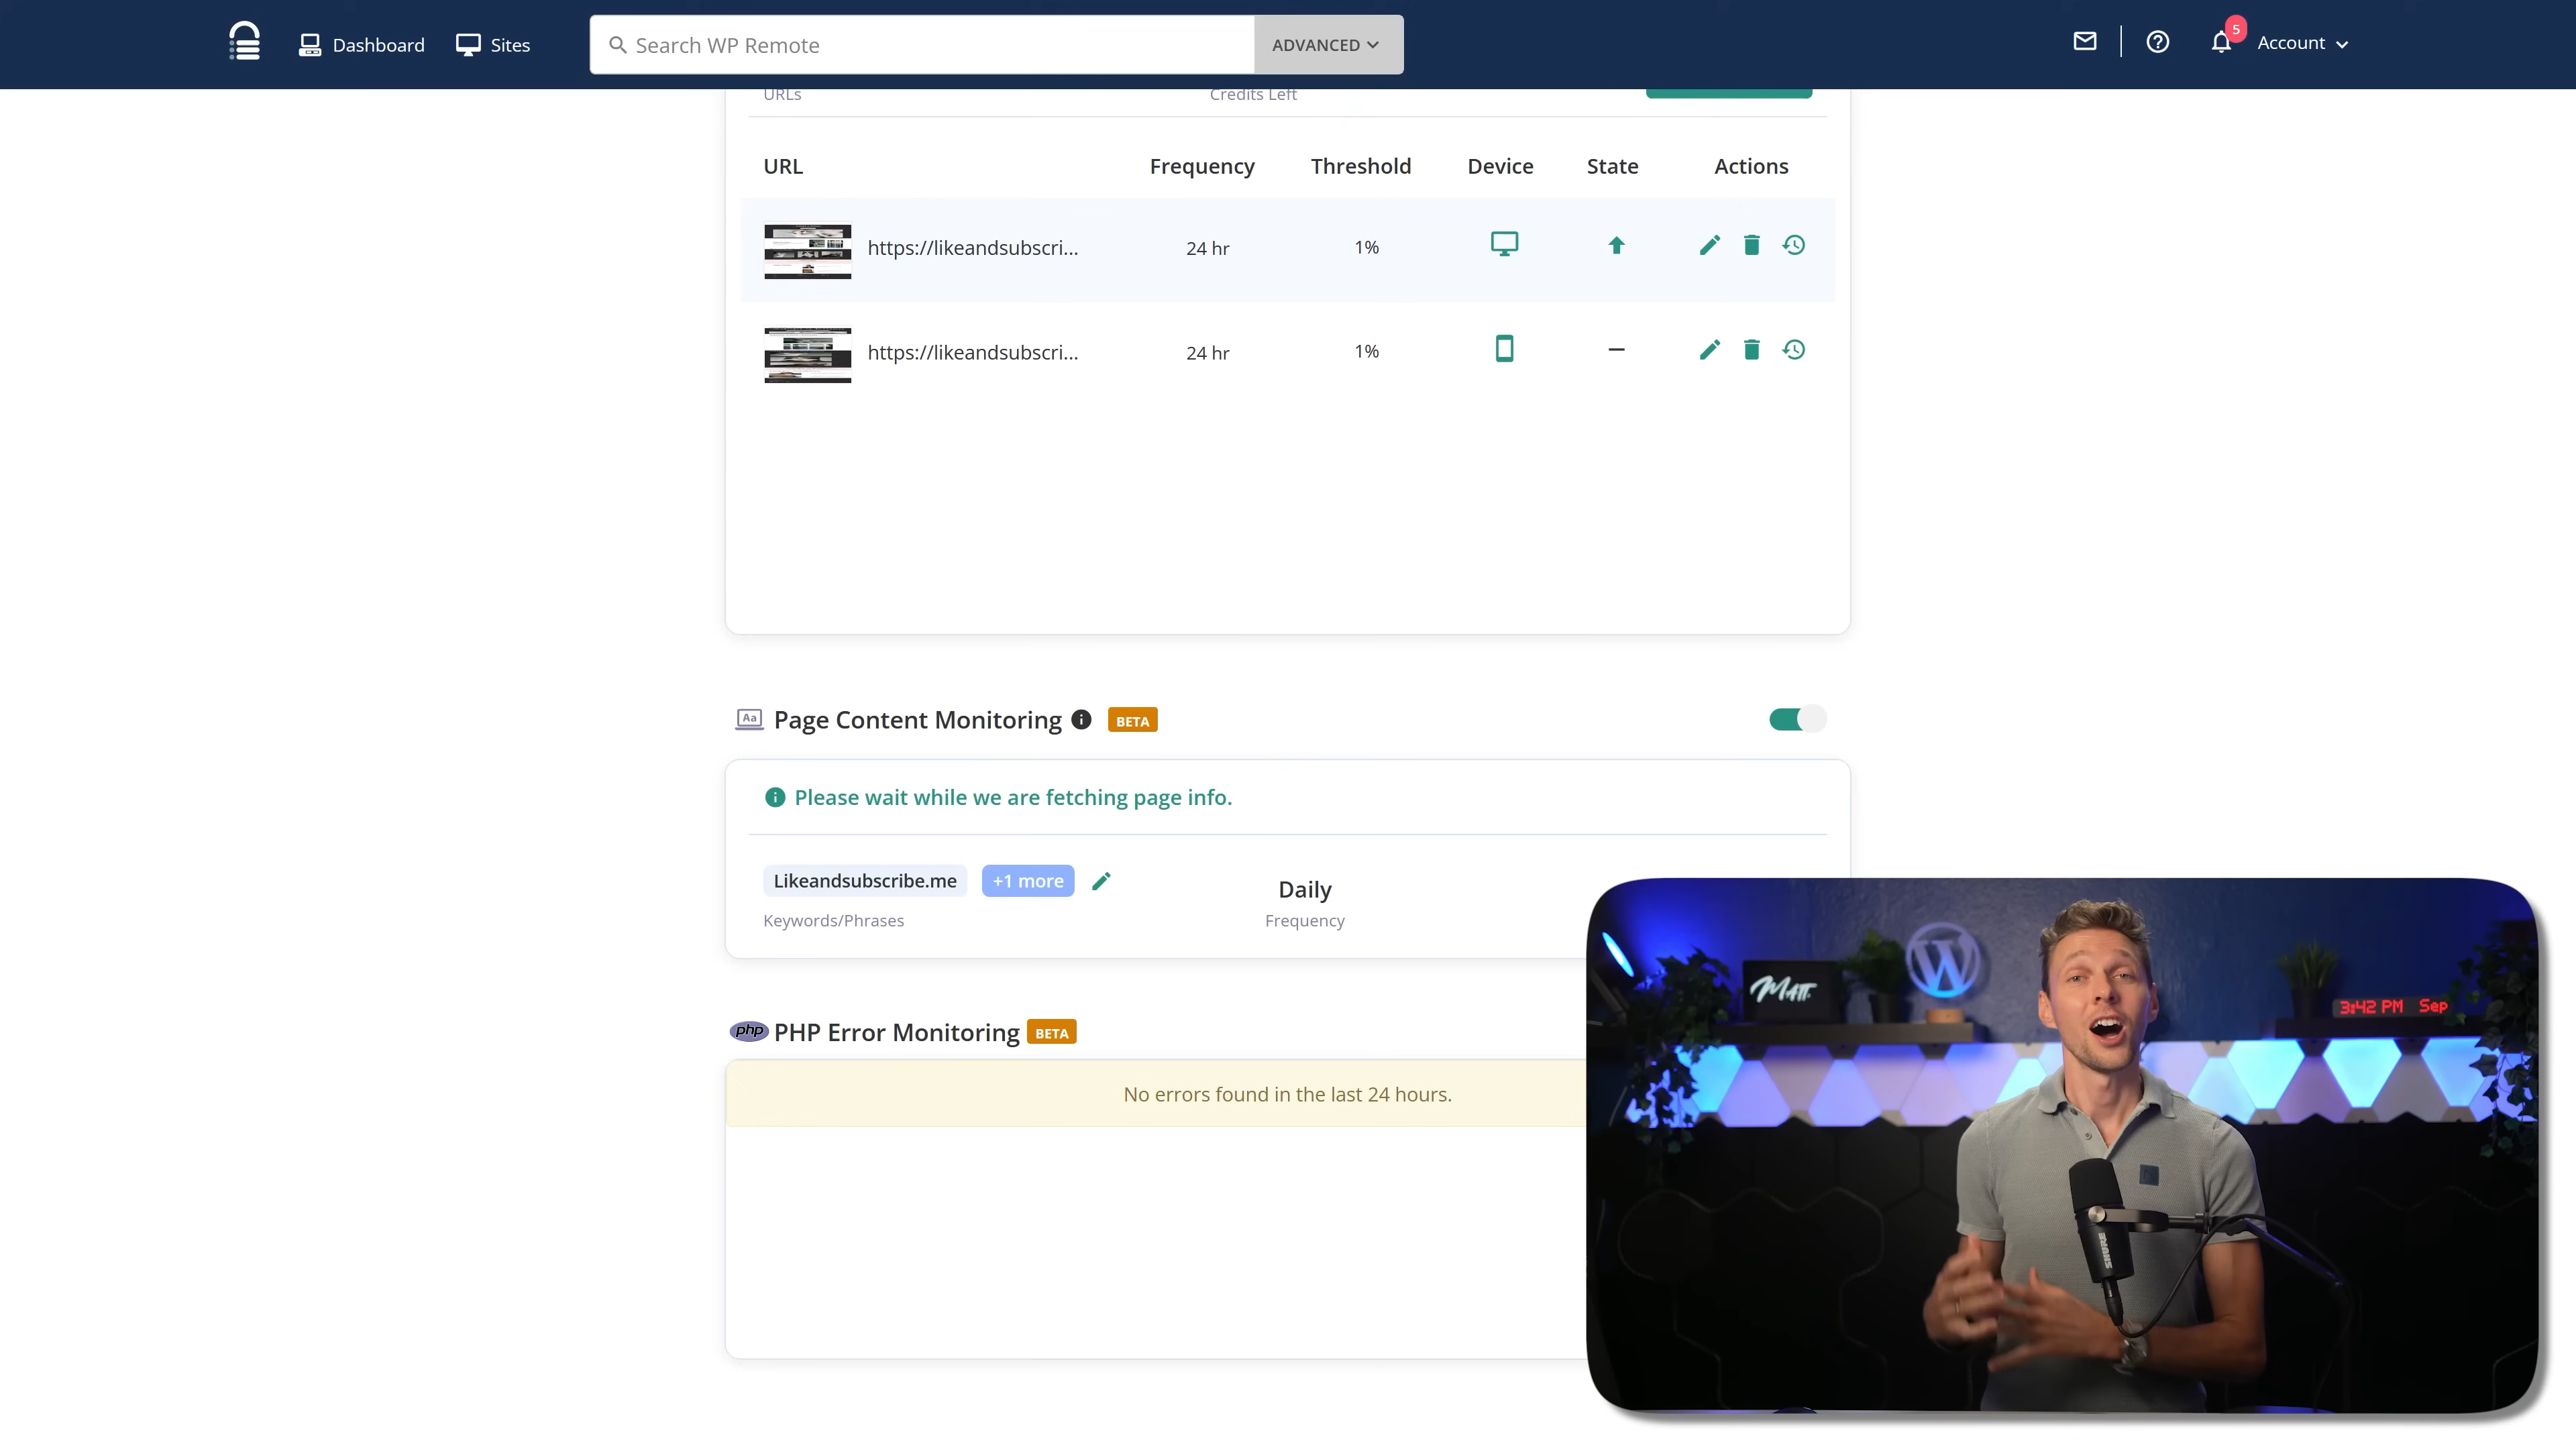 Dashboard
Sites
Search WP Remote
ADVANCED
5
Account
URLs
Credits Left
URL
Frequency
Threshold
Device
State
Actions
https://likeandsubscri...
24 hr
1%
https://likeandsubscri...
24 hr
1%
Aa
Page Content Monitoring
BETA
Please wait while we are fetching page info.
Likeandsubscribe.me
+1 more
Keywords/Phrases
Daily
Frequency
php
PHP Error Monitoring
BETA
No errors found in the last 24 hours.
MATT.
3:42 PM Sep
SHURE